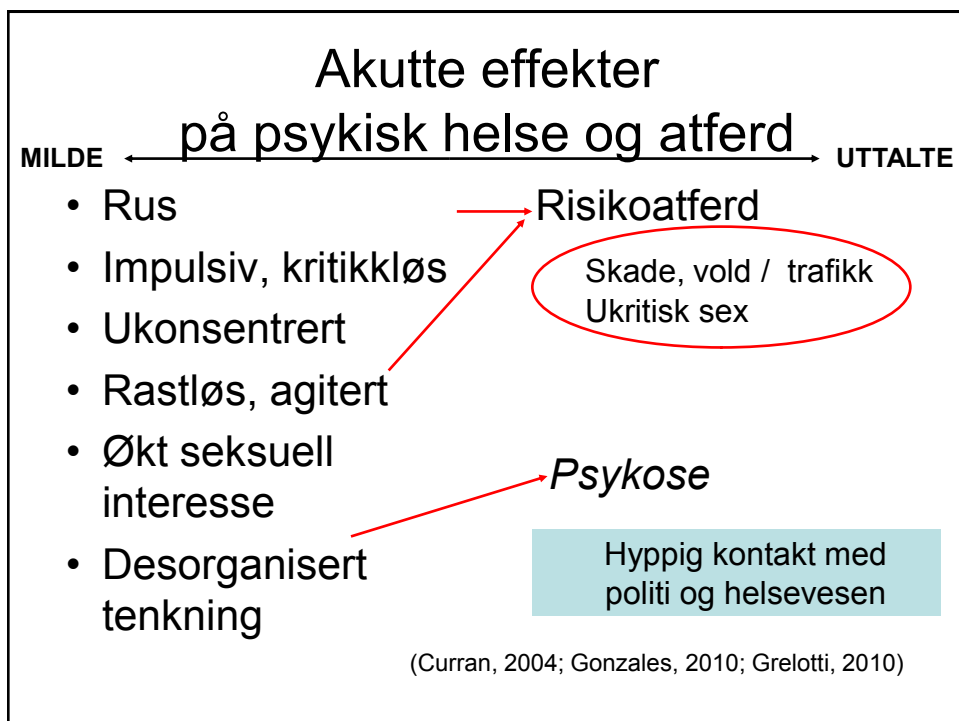 Akutte effekter
på psykisk helse og atferd
MILDE
UTTALTE
• Rus
• Impulsiv, kritikkløs
• Ukonsentrert
• Rastløs, agitert
• Økt seksuell
interesse
• Desorganisert
tenkning
Risikoatferd
Skade, vold / trafikk
Ukritisk sex
Psykose
Hyppig kontakt med
politi og helsevesen
(Curran, 2004; Gonzales, 2010; Grelotti, 2010)